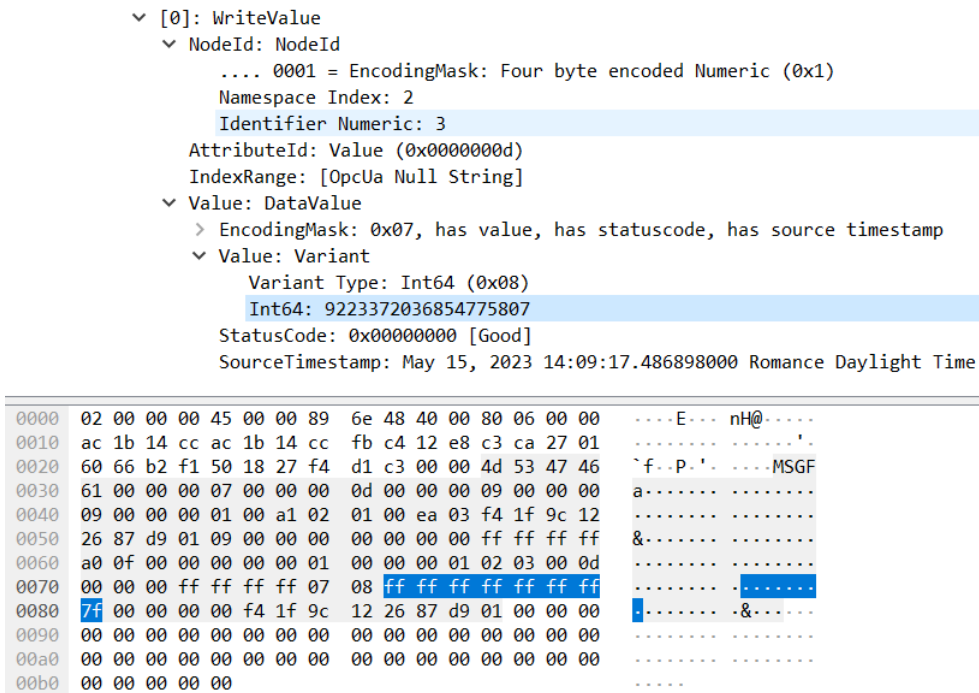 [0]: WriteValue
NodeId: NodeId
.... 0001 = EncodingMask: Four byte encoded Numeric (0x1)
Namespace Index: 2
Identifier Numeric: 3
AttributeId: Value (0x0000000d)
IndexRange: [OpcUa Null String]
Value: DataValue
EncodingMask: 0x07, has value, has statuscode, has source timestamp
Value: Variant
Variant Type: Int64 (0x08)
Int64: 9223372036854775807
StatusCode: 0x00000000 [Good]
SourceTimestamp: May 15, 2023 14:09:17.486898000 Romance Daylight Time
0000 02 00 00 00 45 00 00 89 6e 48 40 00 80 06 00 00 ····E··· nH@·····
0010 ac 1b 14 cc ac 1b 14 cc fb c4 12 e8 c3 ca 27 01 ········ ······'·
0020 60 66 b2 f1 50 18 27 f4 d1 c3 00 00 4d 53 47 46 `f··P·'· ····MSGF
0030 61 00 00 00 07 00 00 00 0d 00 00 00 09 00 00 00 a······· ········
0040 09 00 00 00 01 00 a1 02 01 00 ea 03 f4 1f 9c 12 ········ ········
0050 26 87 d9 01 09 00 00 00 00 00 00 00 ff ff ff ff &······· ········
0060 a0 0f 00 00 00 00 00 01 00 00 00 01 02 03 00 0d ········ ········
0070 00 00 00 ff ff ff ff 07 08 ff ff ff ff ff ff ff ········ ········
0080 7f 00 00 00 00 f4 1f 9c 12 26 87 d9 01 00 00 00 ········ ·&······
0090 00 00 00 00 00 00 00 00 00 00 00 00 00 00 00 00 ········ ········
00a0 00 00 00 00 00 00 00 00 00 00 00 00 00 00 00 00 ········ ········
00b0 00 00 00 00 00 ·····